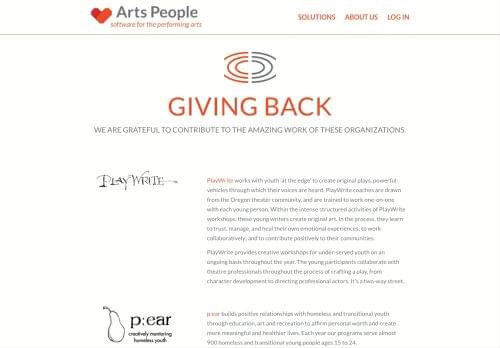 Arts People
software for the performing arts
SOLUTIONS ABOUT US LOG IN
GIVING BACK
WE ARE GRATEFUL TO CONTRIBUTE TO THE AMAZING WORK OF THESE ORGANIZATIONS.
PLAYWRITE
PlayWrite works with youth 'at the edge' to create original plays, powerful
vehicles through which their voices are heard. PlayWrite coaches are drawn
from the Oregon theater community, and are trained to work one-on-one
with each young person. Within the intense structured activities of PlayWrite
workshops, these young writers create original art. In the process, they learn
to trust, manage, and heal their own emotional experiences; to work
collaboratively; and to contribute positively to their communities.
PlayWrite provides creative workshops for under-served youth on an
ongoing basis throughout the year. The young participants collaborate with
theatre professionals throughout the process of crafting a play, from
character development to directing professional actors. It's a two-way street.
p:ear
creatively mentoring
homeless youth
p:ear builds positive relationships with homeless and transitional youth
through education, art and recreation to affirm personal worth and create
more meaningful and healthier lives. Each year our programs serve almost
900 homeless and transitional young people ages 15 to 24.